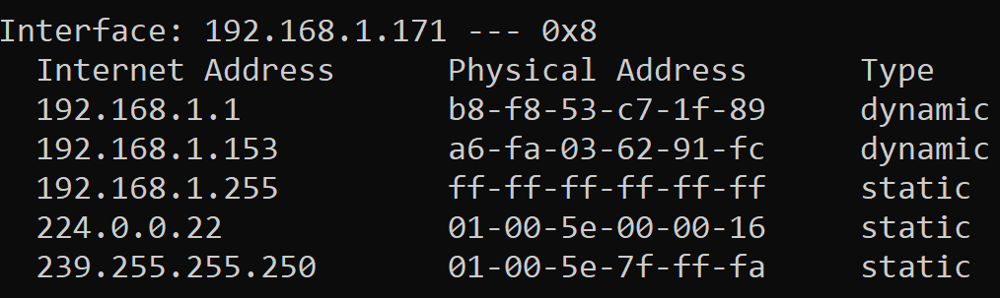 Interface: 192.168.1.171 --- 0x8
Internet Address Physical Address Type
192.168.1.1 b8-f8-53-c7-1f-89 dynamic
192.168.1.153 a6-fa-03-62-91-fc dynamic
192.168.1.255 ff-ff-ff-ff-ff-ff static
224.0.0.22 01-00-5e-00-00-16 static
239.255.255.250 01-00-5e-7f-ff-fa static